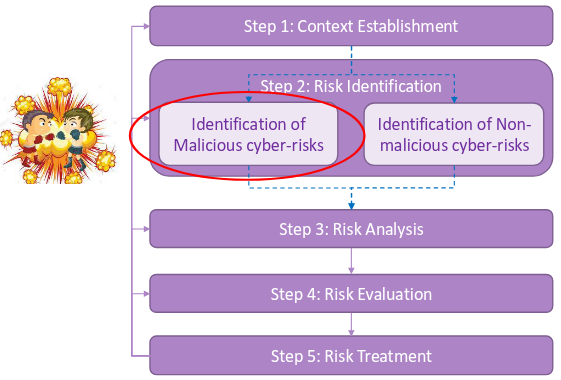 Step 1: Context Establishment
Step 2: Risk Identification
Identification of
Malicious cyber-risks
Identification of Non-
malicious cyber-risks
Step 3: Risk Analysis
Step 4: Risk Evaluation
Step 5: Risk Treatment